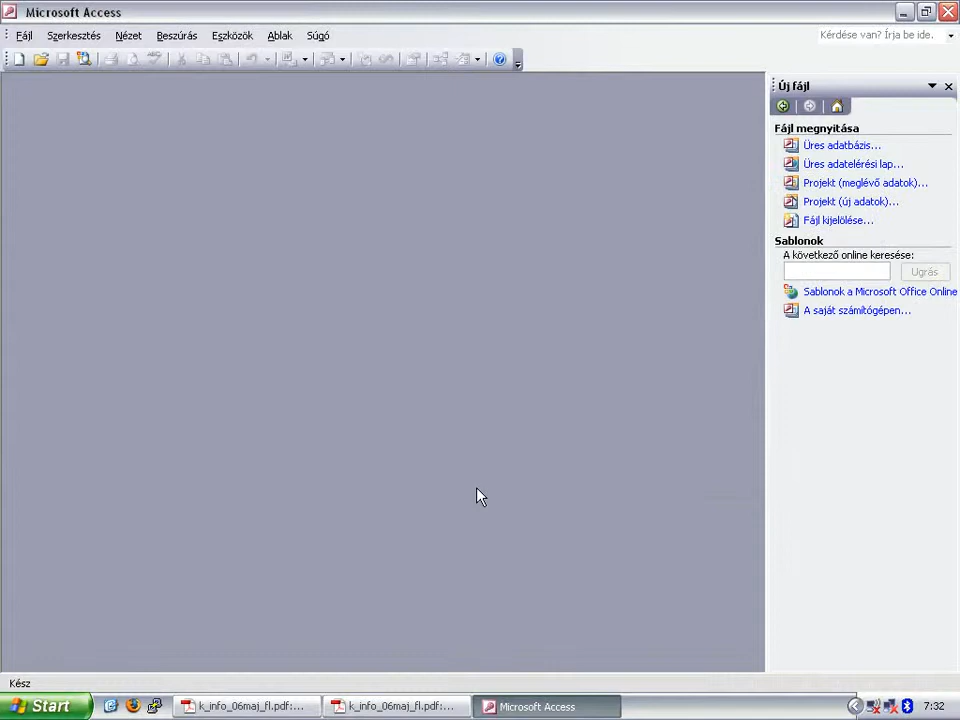 Microsoft Access
Fájl Szerkesztés Nézet Beszúrás Eszközök Ablak Súgó
Kérdése van? Írja be ide.
Új fájl
Fájl megnyitása
Üres adatbázis...
Üres adatelérési lap...
Projekt (meglévő adatok)...
Projekt (új adatok)...
Fájl kijelölése...
Sablonok
A következő online keresése:
Ugrás
Sablonok a Microsoft Office Online
A saját számítógépen...
Kész
Start
k_info_06maj_fl.pdf:...
k_info_06maj_fl.pdf:...
Microsoft Access
7:32